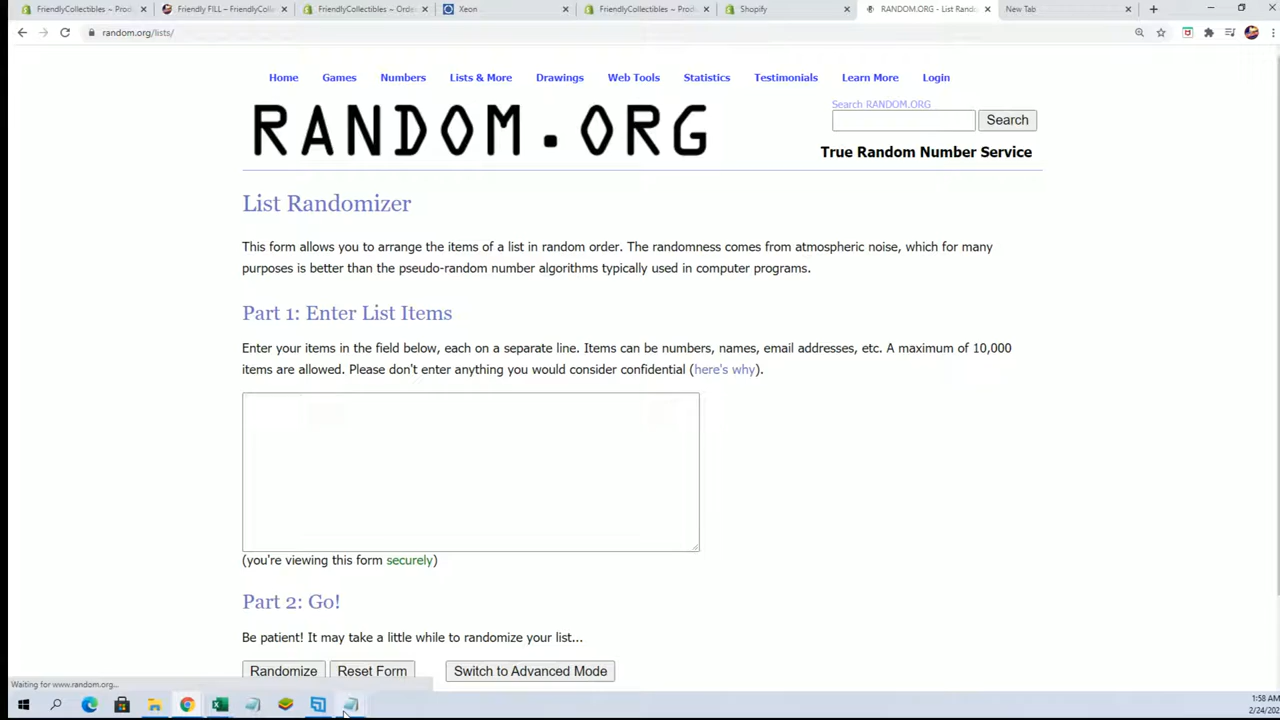 FriendlyCollectibles ~ Prod
Friendly FILL – FriendlyColle
FriendlyCollectibles ~ Orde
Xeon
FriendlyCollectibles ~ Produ
Shopify
RANDOM.ORG - List Rando
New Tab
random.org/lists/
Home Games Numbers Lists & More Drawings Web Tools Statistics Testimonials Learn More Login
RANDOM.ORG
Search RANDOM.ORG
Search
True Random Number Service
List Randomizer
This form allows you to arrange the items of a list in random order. The randomness comes from atmospheric noise, which for many
purposes is better than the pseudo-random number algorithms typically used in computer programs.
Part 1: Enter List Items
Enter your items in the field below, each on a separate line. Items can be numbers, names, email addresses, etc. A maximum of 10,000
items are allowed. Please don't enter anything you would consider confidential (here's why).
(you're viewing this form securely)
Part 2: Go!
Be patient! It may take a little while to randomize your list...
Randomize Reset Form Switch to Advanced Mode
Waiting for www.random.org...
1:58 AM
2/24/202